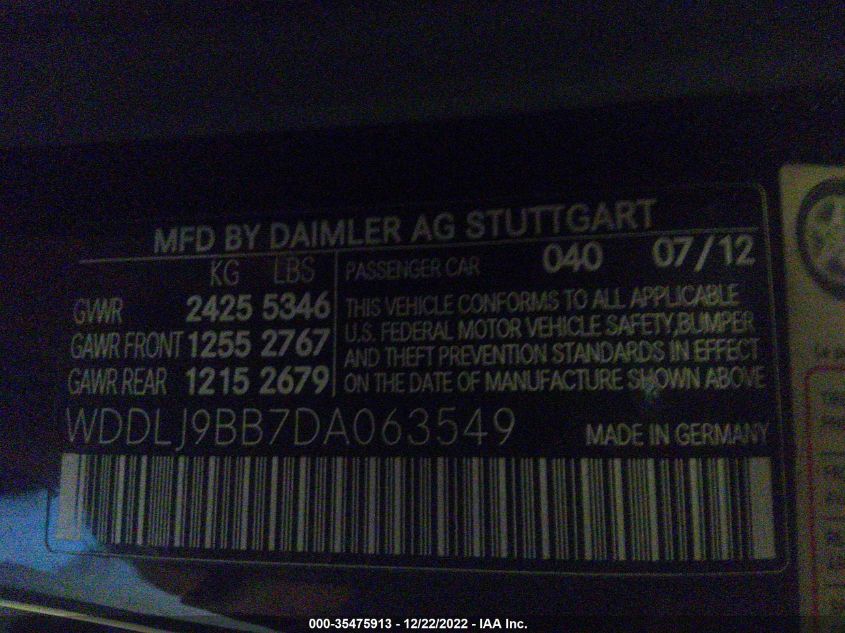 MFD BY DAIMLER AG STUTTGART
KG LBS
PASSENGER CAR 040 07/12
GVWR 2425 5346
GAWR FRONT 1255 2767
GAWR REAR 1215 2679
THIS VEHICLE CONFORMS TO ALL APPLICABLE
U.S. FEDERAL MOTOR VEHICLE SAFETY,BUMPER
AND THEFT PREVENTION STANDARDS IN EFFECT
ON THE DATE OF MANUFACTURE SHOWN ABOVE
WDDLJ9BB7DA063549
MADE IN GERMANY
000-35475913 - 12/22/2022 - IAA Inc.